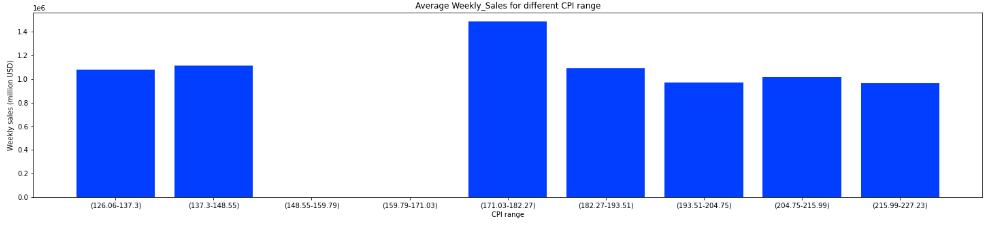 Average Weekly_Sales for different CPI range
1e6
1.4
1.2
1.0
0.8
0.6
0.4
0.2
0.0
Weekly sales (million USD)
(126.06-137.3) (137.3-148.55) (148.55-159.79) (159.79-171.03) (171.03-182.27) (182.27-193.51) (193.51-204.75) (204.75-215.99) (215.99-227.23)
CPI range